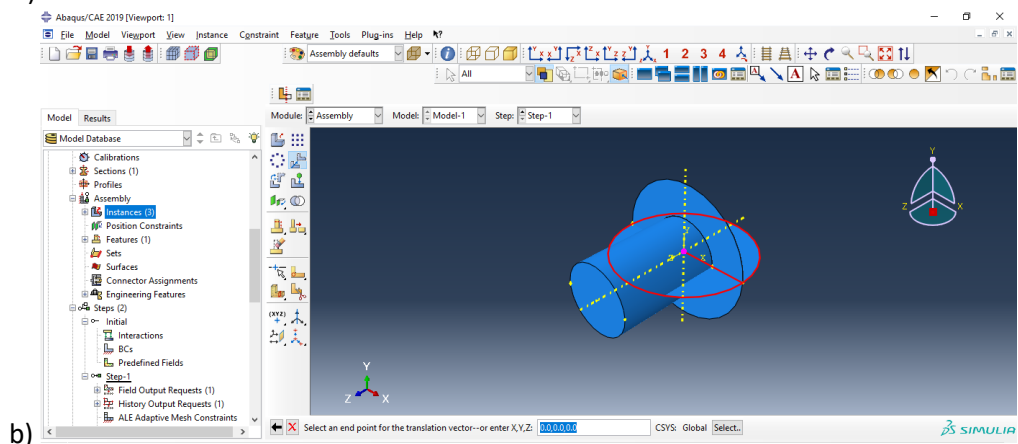 Abaqus/CAE 2019 [Viewport: 1]
File Model Viewport View Instance Constraint Feature Tools Plug-ins Help
Assembly defaults
1 2 3 4
All
A
Model Results
Module: Assembly Model: Model-1 Step: Step-1
Model Database
Calibrations
Sections (1)
Profiles
Assembly
Instances (3)
Position Constraints
Features (1)
Sets
Surfaces
Connector Assignments
Engineering Features
Steps (2)
Initial
Interactions
BCs
Predefined Fields
Step-1
Field Output Requests (1)
History Output Requests (1)
ALE Adaptive Mesh Constraints
(XYZ)
Y
Z X
Y
X
Y
Z X
b)
Select an end point for the translation vector--or enter X,Y,Z: 0.0,0.0,0.0 CSYS: Global Select..
SIMULIA